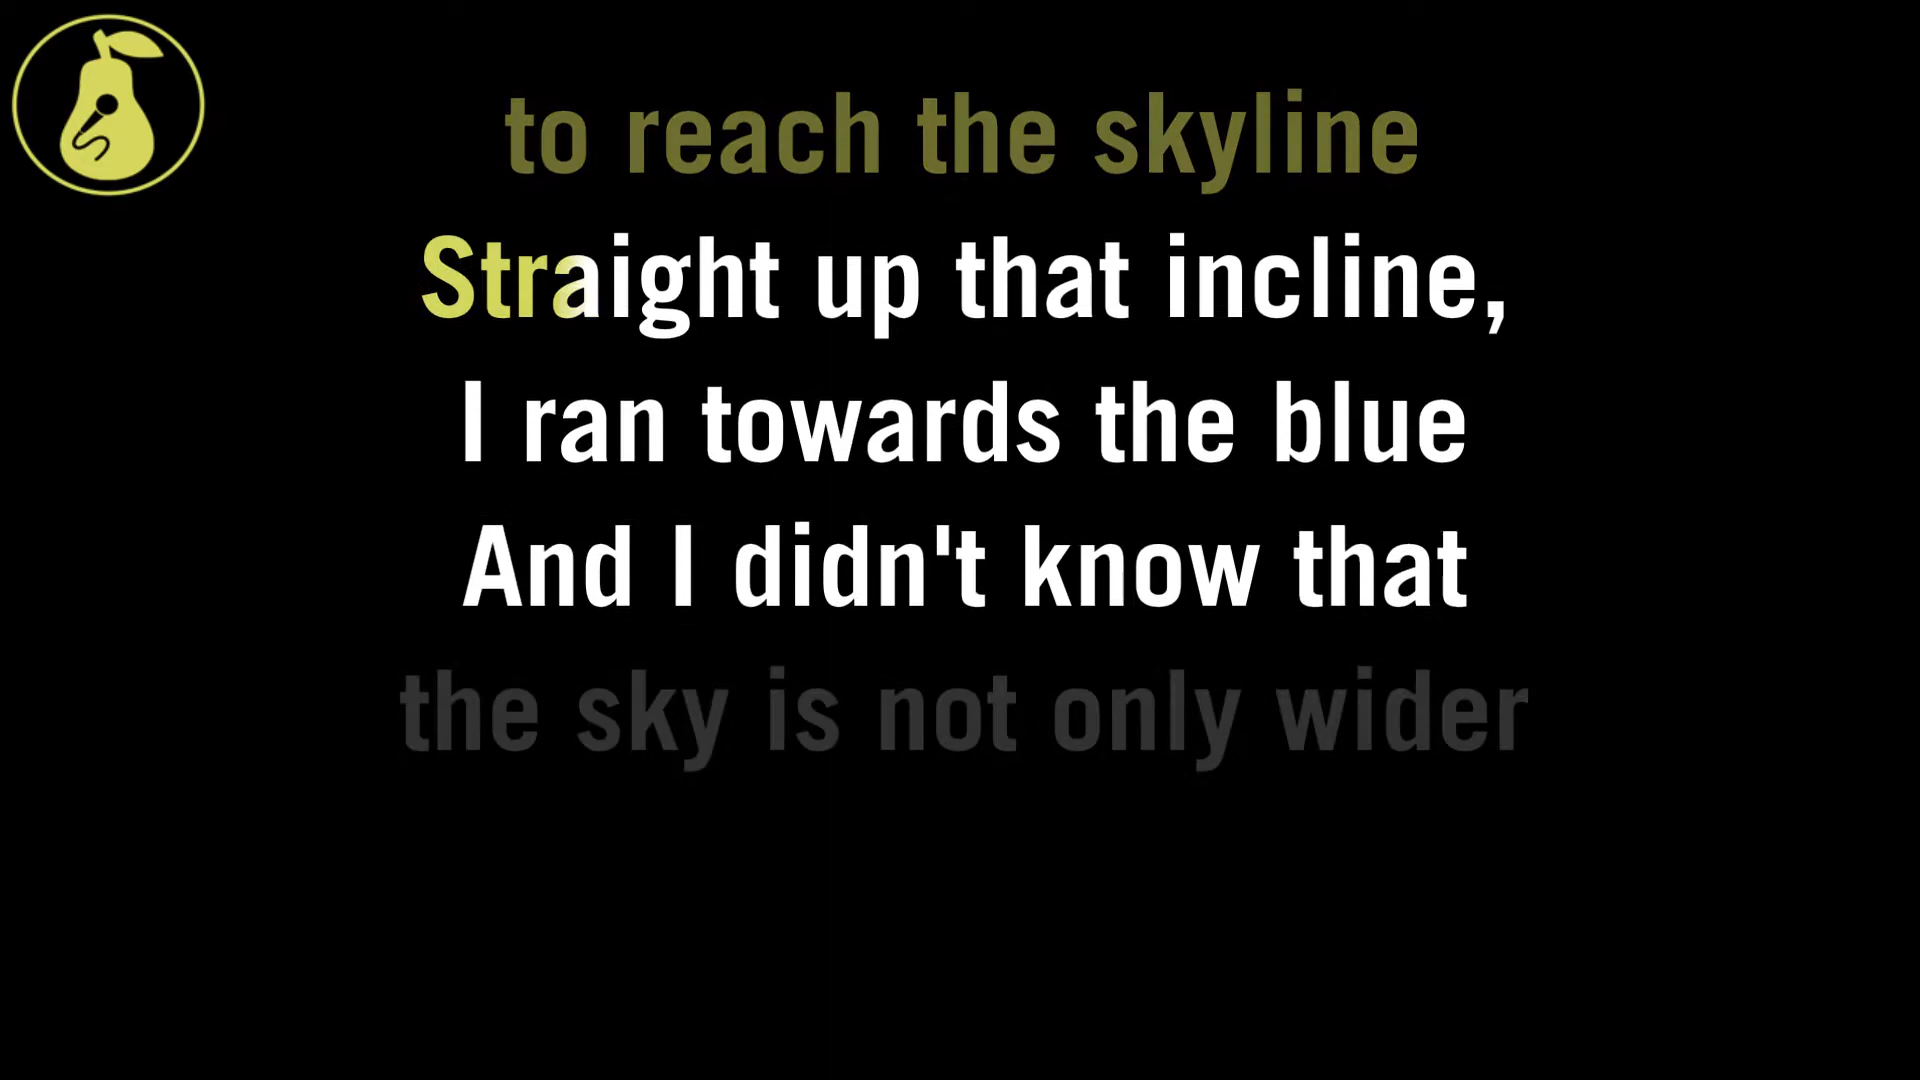 to reach the skyline
Straight up that incline,
I ran towards the blue
And I didn't know that
the sky is not only wider